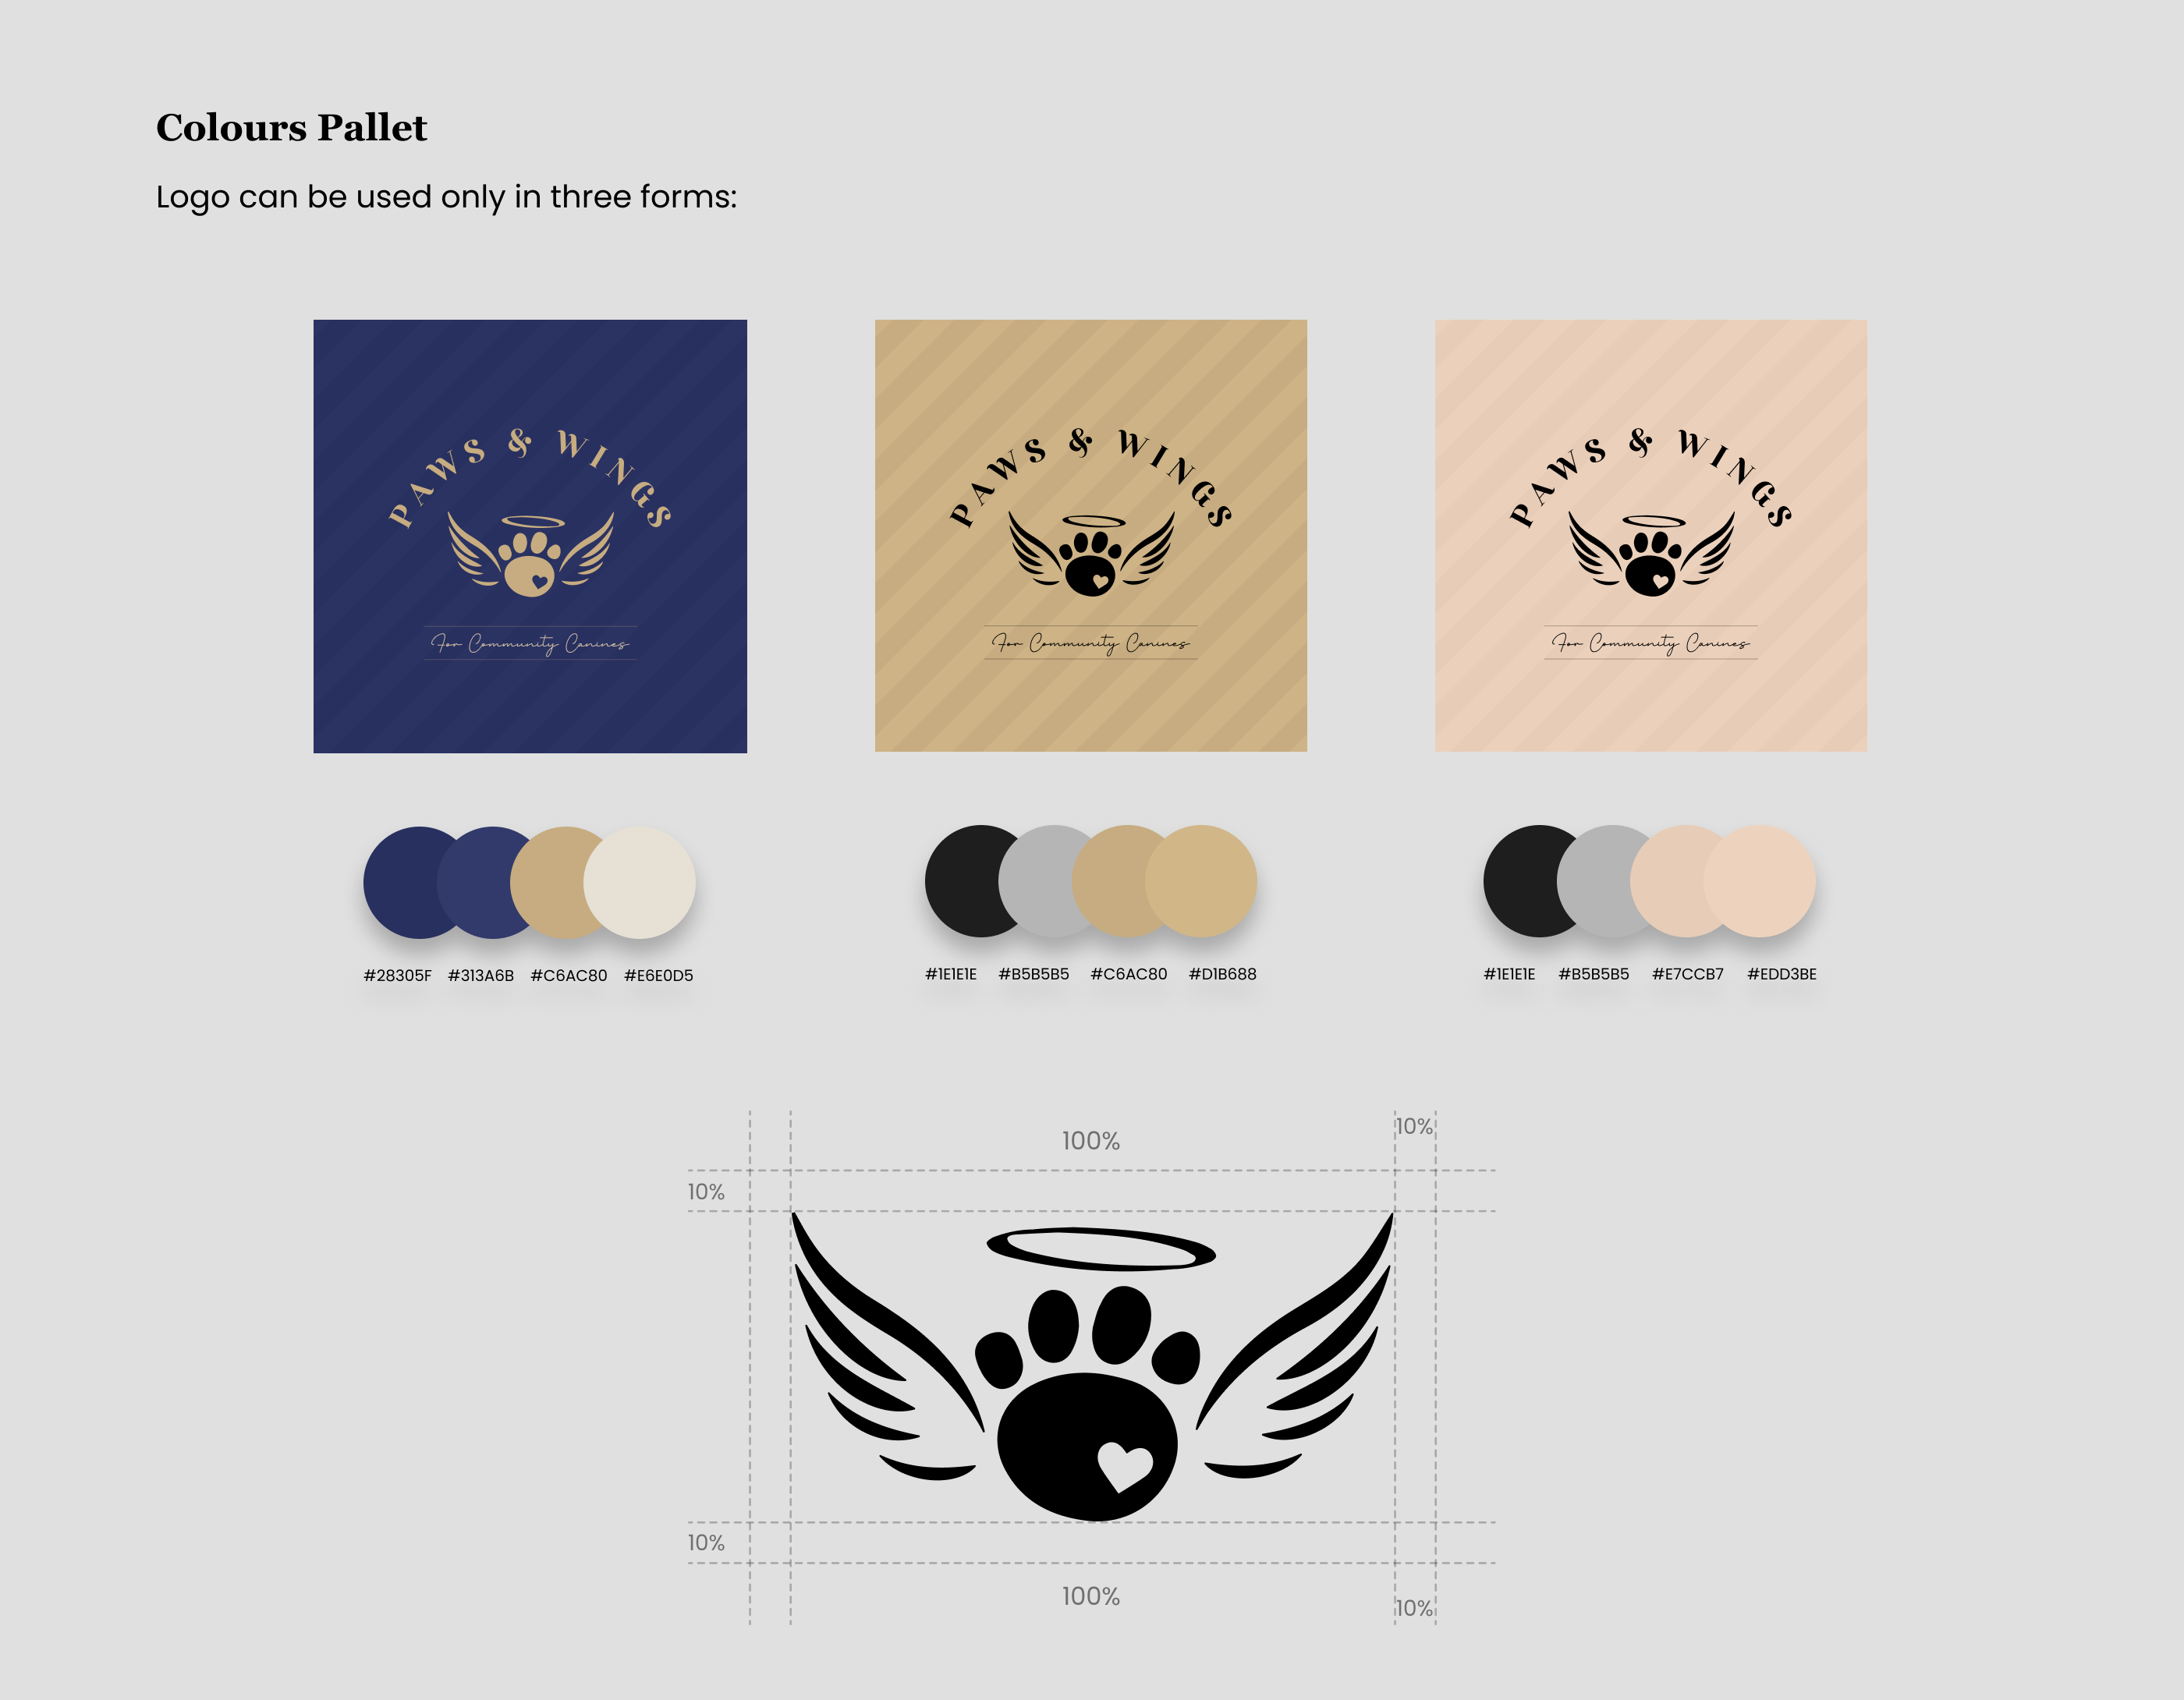 Colours Pallet
Logo can be used only in three forms:
PAWS & WINGS
For Community Canines
PAWS & WINGS
For Community Canines
PAWS & WINGS
For Community Canines
#28305F #313A6B #C6AC80 #E6E0D5
#1E1E1E #B5B5B5 #C6AC80 #D1B688
#1E1E1E #B5B5B5 #E7CCB7 #EDD3BE
10%
100%
10%
10%
100%
10%